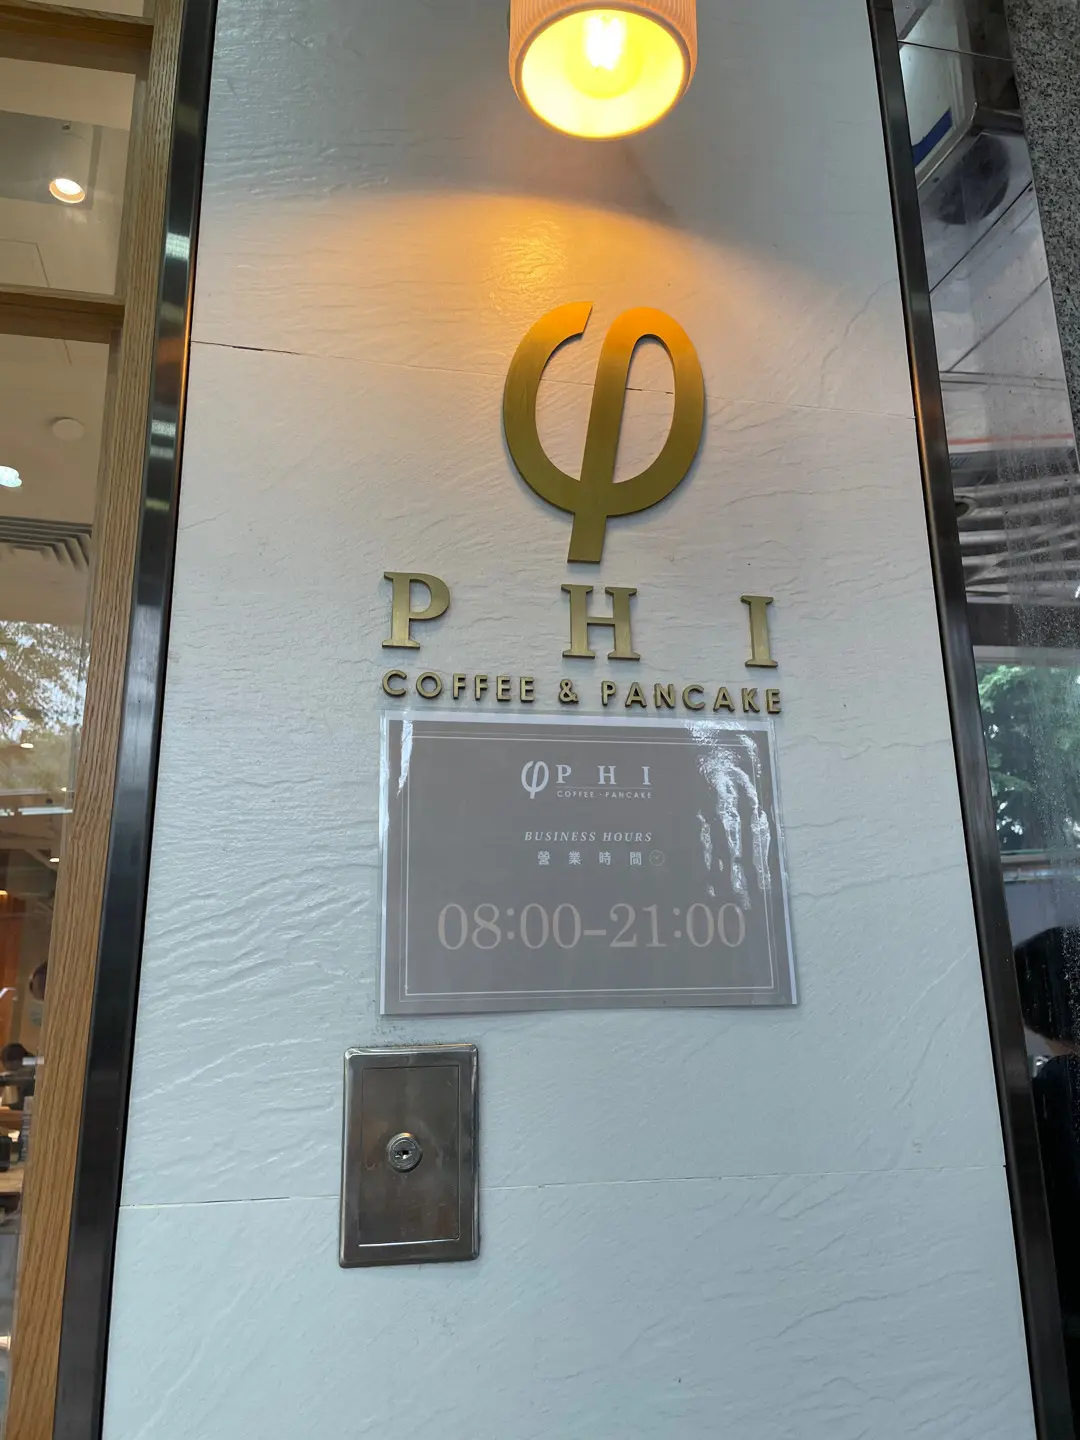 φ
P H I
COFFEE & PANCAKE
φ P H I
COFFEE · PANCAKE
BUSINESS HOURS
營業時間
08:00-21:00